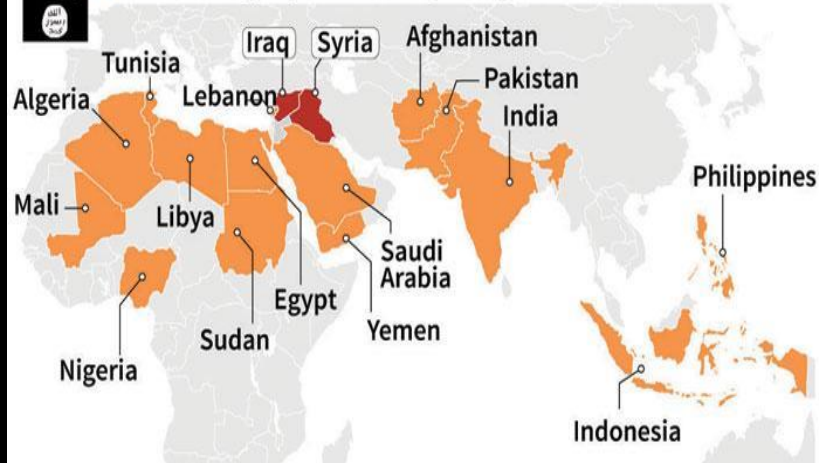 Iraq
Syria
Afghanistan
Tunisia
Pakistan
Algeria
Lebanon
India
Philippines
Mali
Libya
Saudi
Arabia
Egypt
Yemen
Sudan
Nigeria
Indonesia